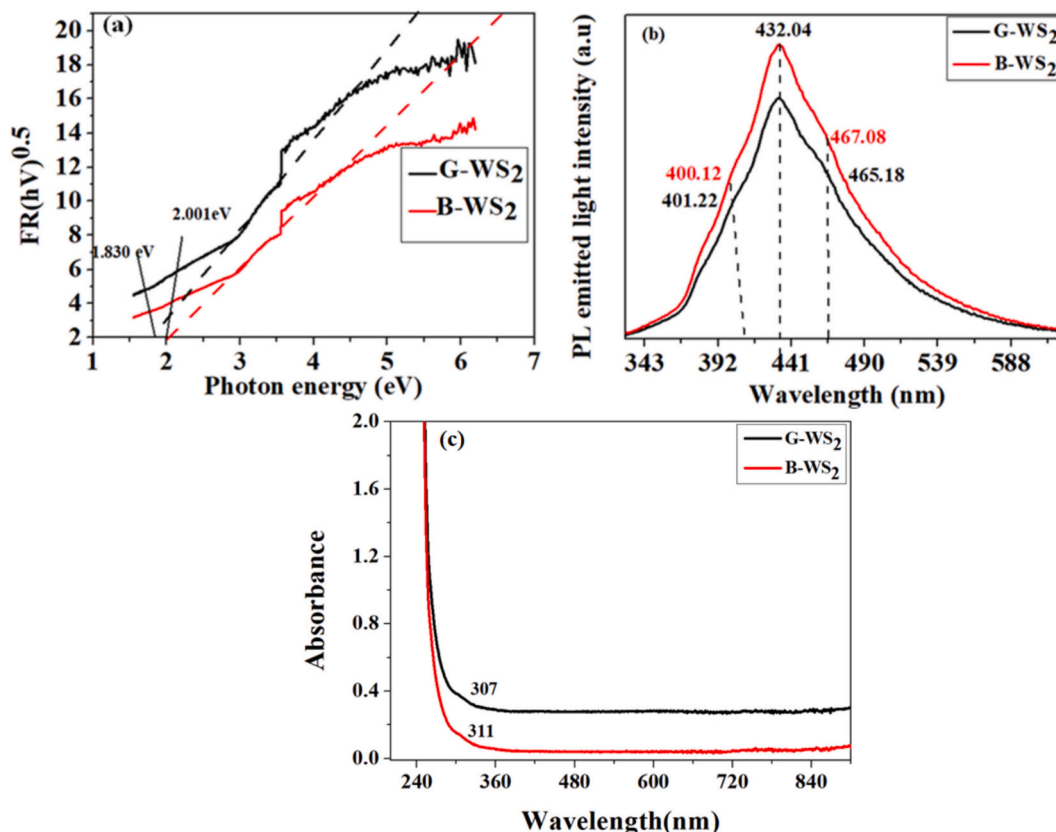 (a)
G-WS2
B-WS2
2.001eV
1.830 eV
FR(hV)0.5
20
18
16
14
12
10
8
6
4
2
1 2 3 4 5 6 7
Photon energy (eV)
(b)
432.04
G-WS2
B-WS2
467.08
400.12
465.18
401.22
PL emitted light intensity (a.u)
343 392 441 490 539 588
Wavelength (nm)
(c)
G-WS2
B-WS2
307
311
Absorbance
2.0
1.6
1.2
0.8
0.4
0.0
240 360 480 600 720 840
Wavelength(nm)